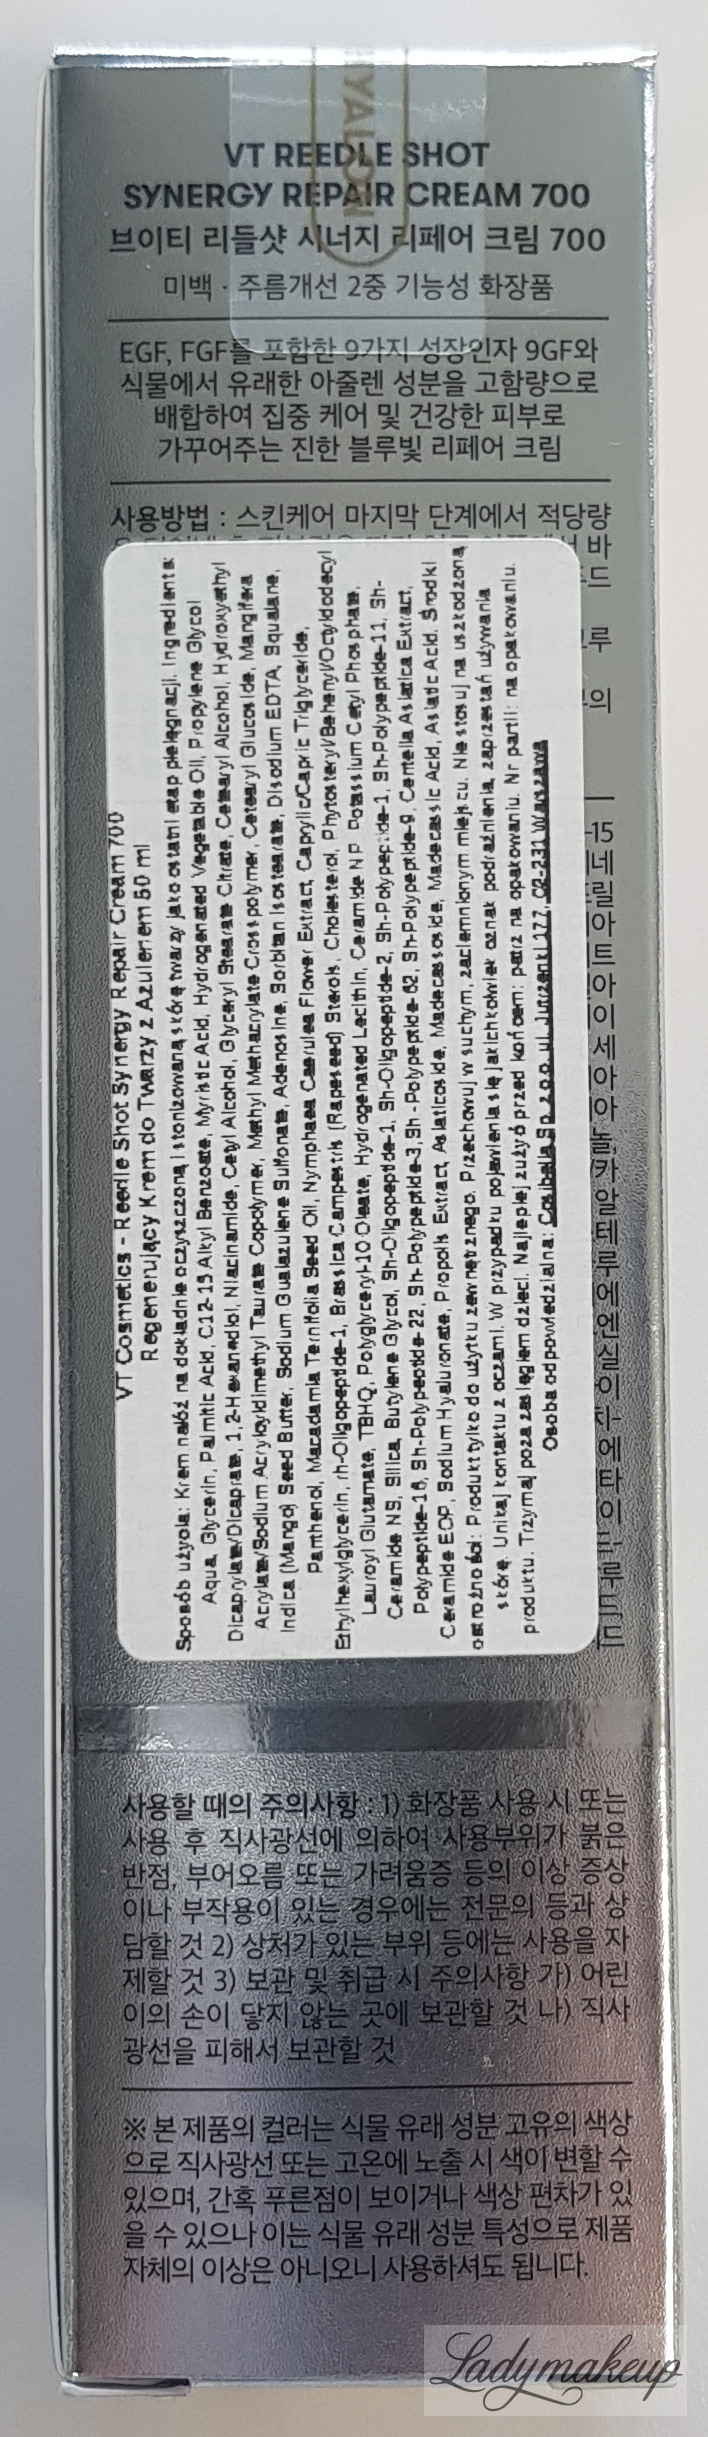 HYALON
VT REEDLE SHOT
SYNERGY REPAIR CREAM 700
브이티 리들샷 시너지 리페어 크림 700
미백 · 주름개선 2중 기능성 화장품
EGF, FGF를 포함한 9가지 성장인자 9GF와
식물에서 유래한 아줄렌 성분을 고함량으로
배합하여 집중 케어 및 건강한 피부로
가꾸어주는 진한 블루빛 리페어 크림
사용방법 : 스킨케어 마지막 단계에서 적당량
VT Cosmetics - Reedle Shot Synergy Repair Cream 700
Regenerujący Krem do Twarzy z Azulenem 50 ml
Sposób użycia: Krem nałóż na dokładnie oczyszczoną i stonizowaną skórę twarzy jako ostatni etap pielęgnacji. Ingredients:
Aqua, Glycerin, Palmitic Acid, C12-15 Alkyl Benzoate, Myristic Acid, Hydrogenated Vegetable Oil, Propylene Glycol
Dicaprylate/Dicaprate, 1,2-Hexanediol, Niacinamide, Cetyl Alcohol, Glyceryl Stearate Citrate, Cetearyl Alcohol, Hydroxyethyl
Acrylate/Sodium Acryloyldimethyl Taurate Copolymer, Methyl Methacrylate Crosspolymer, Cetearyl Glucoside, Mangifera
Indica (Mango) Seed Butter, Sodium Guaiazulene Sulfonate, Adenosine, Sorbitan Isostearate, Disodium EDTA, Squalane,
Panthenol, Macadamia Ternifolia Seed Oil, Nymphaea Caerulea Flower Extract, Caprylic/Capric Triglyceride,
Ethylhexylglycerin, rh-Oligopeptide-1, Brassica Campestris (Rapeseed) Sterols, Cholesterol, Phytosteryl/Behenyl/Octyldodecyl
Lauroyl Glutamate, TBHQ, Polyglyceryl-10 Oleate, Hydrogenated Lecithin, Ceramide NP, Potassium Cetyl Phosphate,
Ceramide NS, Silica, Butylene Glycol, Sh-Oligopeptide-1, Sh-Oligopeptide-2, Sh-Polypeptide-1, Sh-Polypeptide-11, Sh-
Polypeptide-16, Sh-Polypeptide-22, Sh-Polypeptide-3, Sh-Polypeptide-62, Sh-Polypeptide-9, Centella Asiatica Extract,
Ceramide EOP, Sodium Hyaluronate, Propolis Extract, Asiaticoside, Madecassoside, Madecassic Acid, Asiatic Acid. Środki
ostrożności: Produkt tylko do użytku zewnętrznego. Przechowuj w suchym, zaciemnionym miejscu. Nie stosuj na uszkodzoną
skórę. Unikaj kontaktu z oczami. W przypadku pojawienia się jakichkolwiek oznak podrażnienia, zaprzestań używania
produktu. Trzymaj poza zasięgiem dzieci. Najlepiej zużyć przed końcem: patrz na opakowaniu. Nr partii: na opakowaniu.
Osoba odpowiedzialna: Cosibella Sp. z o.o. ul. Jutrzenki 177, 02-231 Warszawa
사용할 때의 주의사항 : 1) 화장품 사용 시 또는
사용 후 직사광선에 의하여 사용부위가 붉은
반점, 부어오름 또는 가려움증 등의 이상 증상
이나 부작용이 있는 경우에는 전문의 등과 상
담할 것 2) 상처가 있는 부위 등에는 사용을 자
제할 것 3) 보관 및 취급 시 주의사항 가) 어린
이의 손이 닿지 않는 곳에 보관할 것 나) 직사
광선을 피해서 보관할 것
※ 본 제품의 컬러는 식물 유래 성분 고유의 색상
으로 직사광선 또는 고온에 노출 시 색이 변할 수
있으며, 간혹 푸른점이 보이거나 색상 편차가 있
을 수 있으나 이는 식물 유래 성분 특성으로 제품
자체의 이상은 아니오니 사용하셔도 됩니다.
Ladymakeup